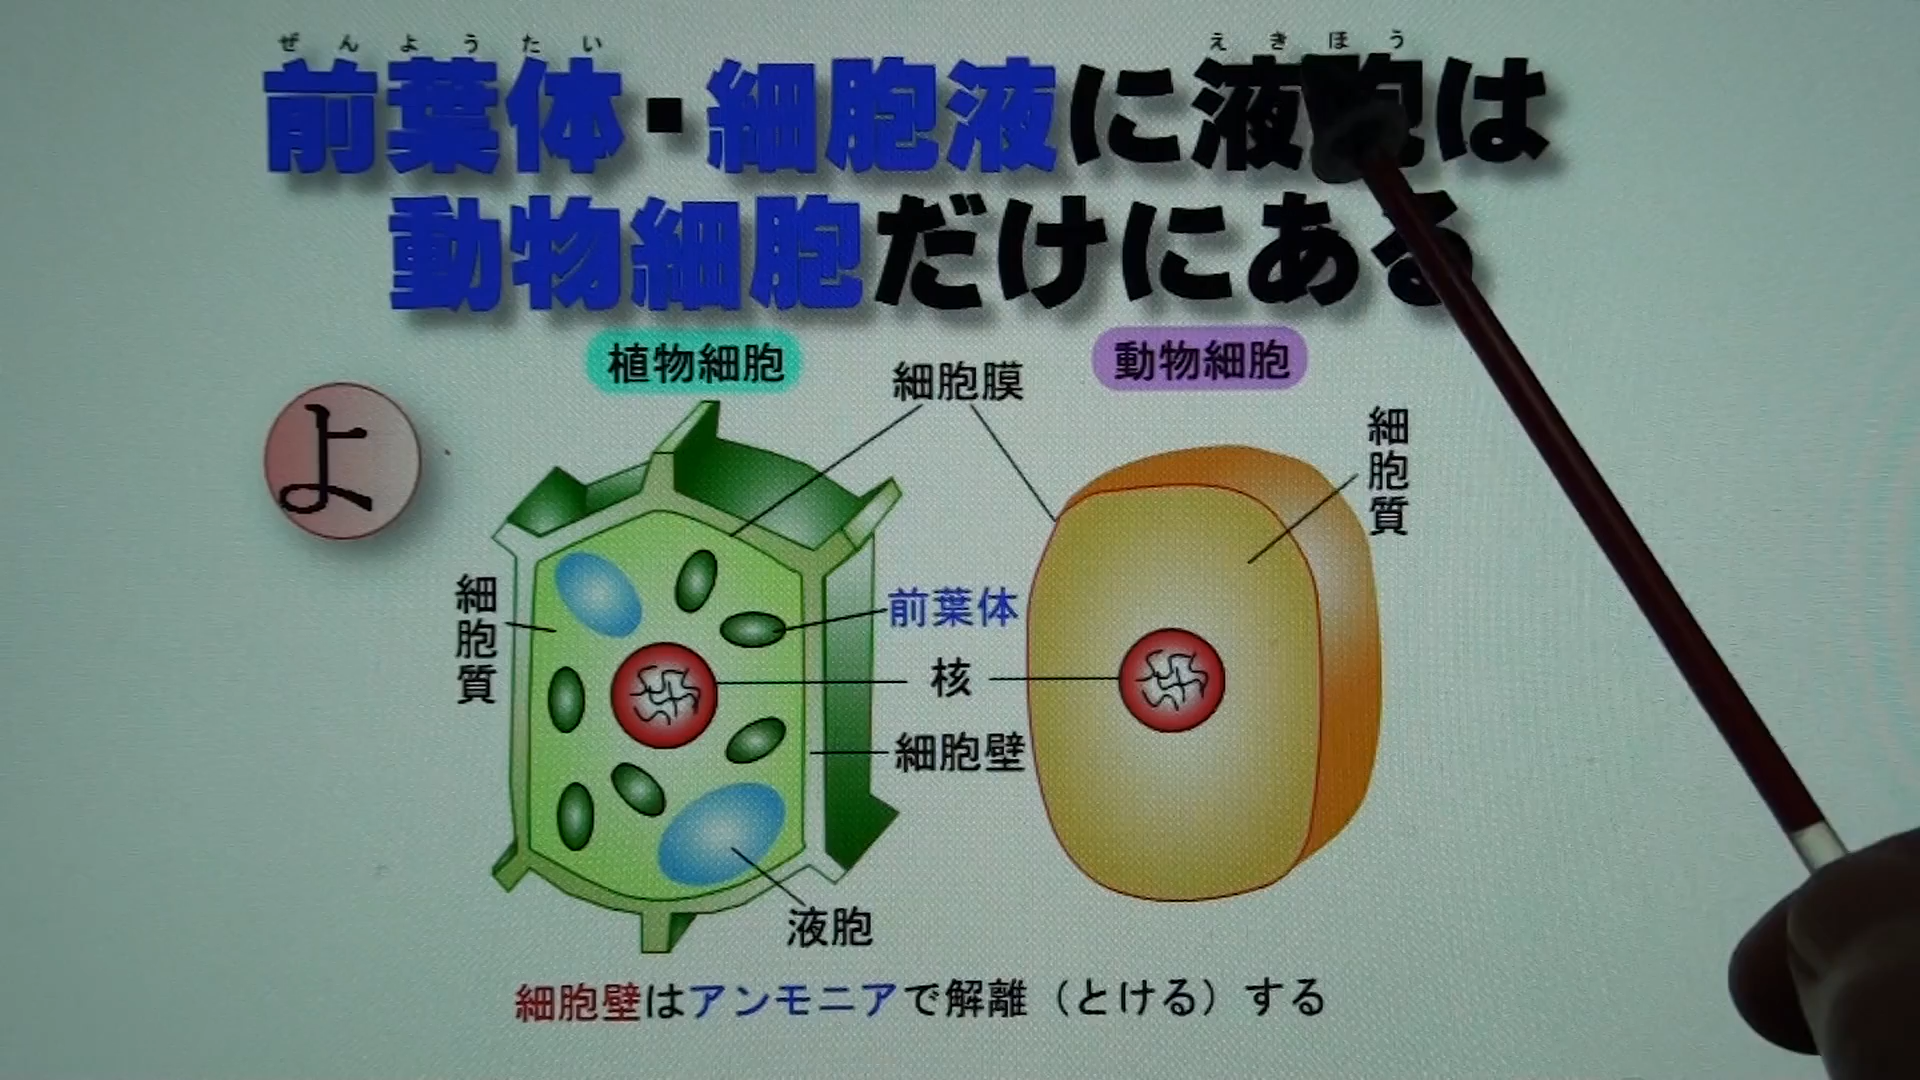 ぜんようたい えきほう
前葉体・細胞液に液胞は
動物細胞だけにある
植物細胞
細胞膜
動物細胞
細胞質
よ
細胞質
前葉体
核
細胞壁
液胞
細胞壁はアンモニアで解離（とける）する